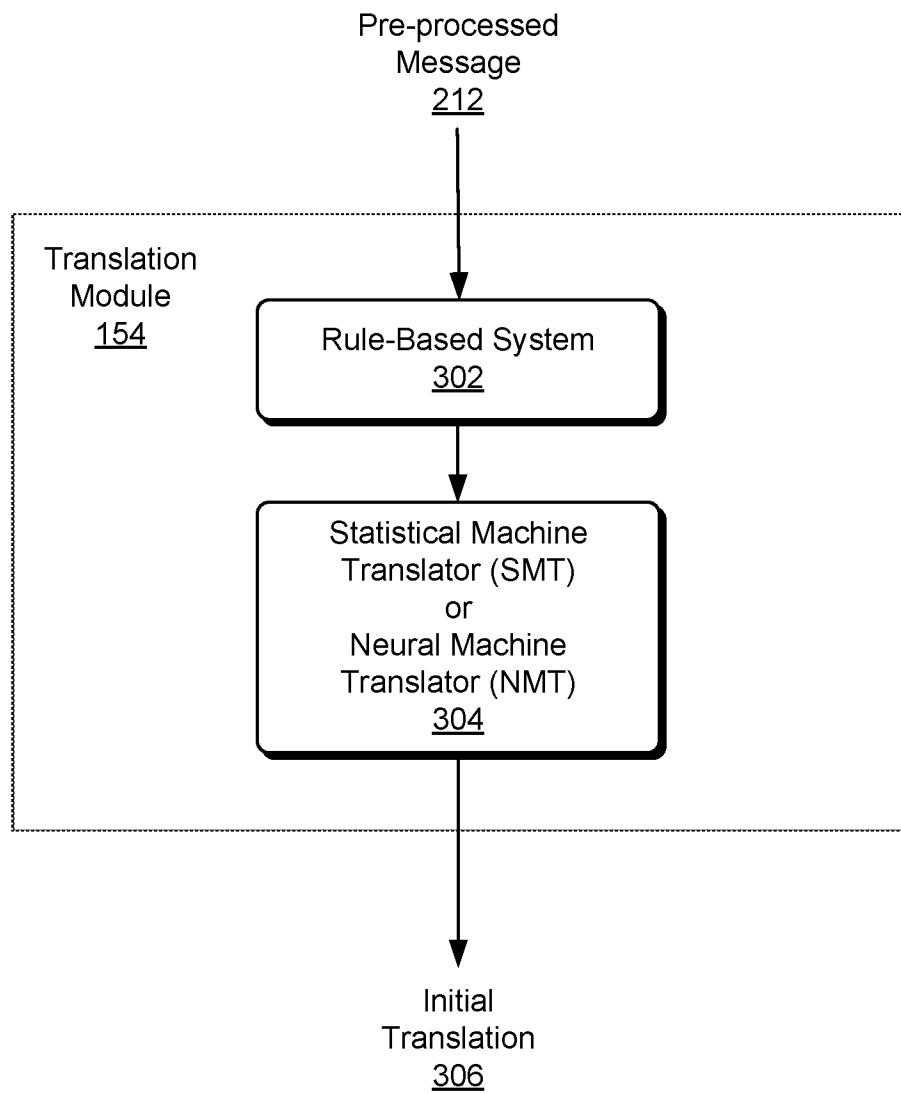 Pre-processed
Message
212
Translation
Module
154
Rule-Based System
302
Statistical Machine
Translator (SMT)
or
Neural Machine
Translator (NMT)
304
Initial
Translation
306